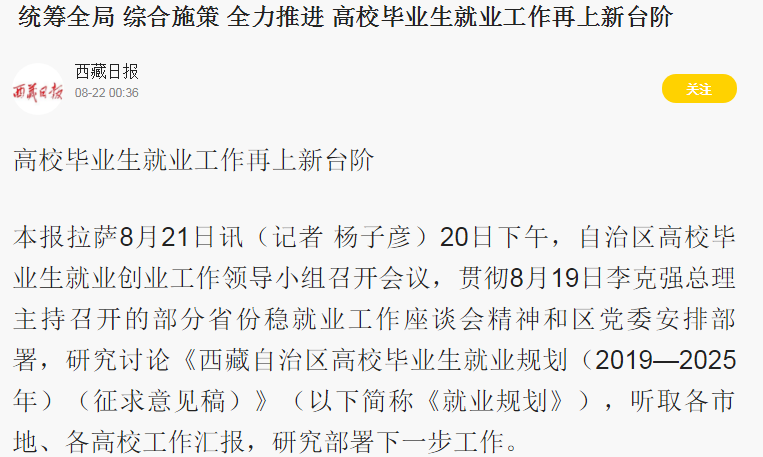 统筹全局 综合施策 全力推进 高校毕业生就业工作再上新台阶
西藏日报
西藏日报
08-22 00:36
关注
高校毕业生就业工作再上新台阶
本报拉萨8月21日讯（记者 杨子彦）20日下午，自治区高校毕
业生就业创业工作领导小组召开会议，贯彻8月19日李克强总理
主持召开的部分省份稳就业工作座谈会精神和区党委安排部
署，研究讨论《西藏自治区高校毕业生就业规划（2019—2025
年）（征求意见稿）》（以下简称《就业规划》），听取各市
地、各高校工作汇报，研究部署下一步工作。